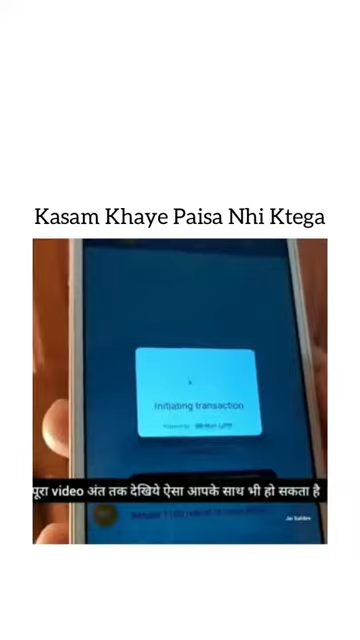 Kasam Khaye Paisa Nhi Ktega
Initiating transaction
पूरा video अंत तक देखिये ऐसा आपके साथ भी हो सकता है